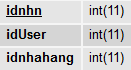 idnhn int(11)
idUser int(11)
idnhahang int(11)